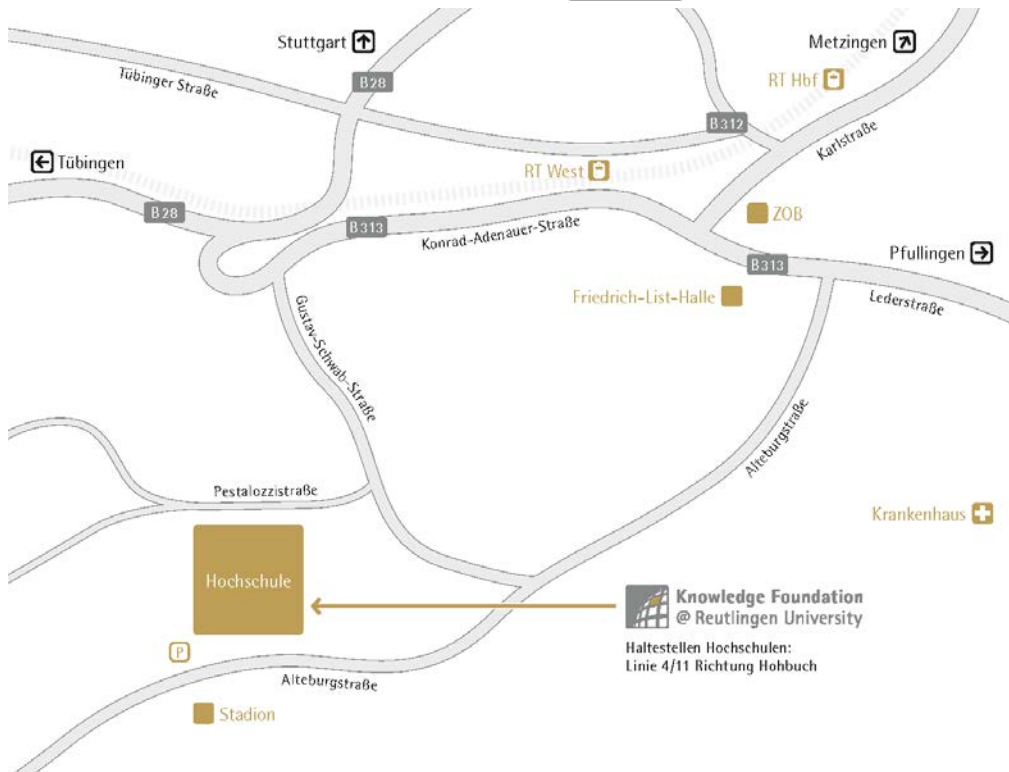 Stuttgart
Metzingen
B28
Tübinger Straße
RT Hbf
B312
Karlstraße
Tübingen
RT West
B28
B313
Konrad-Adenauer-Straße
ZOB
B313
Pfullingen
Friedrich-List-Halle
Lederstraße
Gustav-Schwab-Straße
Alteburgstraße
Pestalozzistraße
Krankenhaus
Hochschule
Knowledge Foundation
@ Reutlingen University
Haltestellen Hochschulen:
Linie 4/11 Richtung Hohbuch
P
Alteburgstraße
Stadion